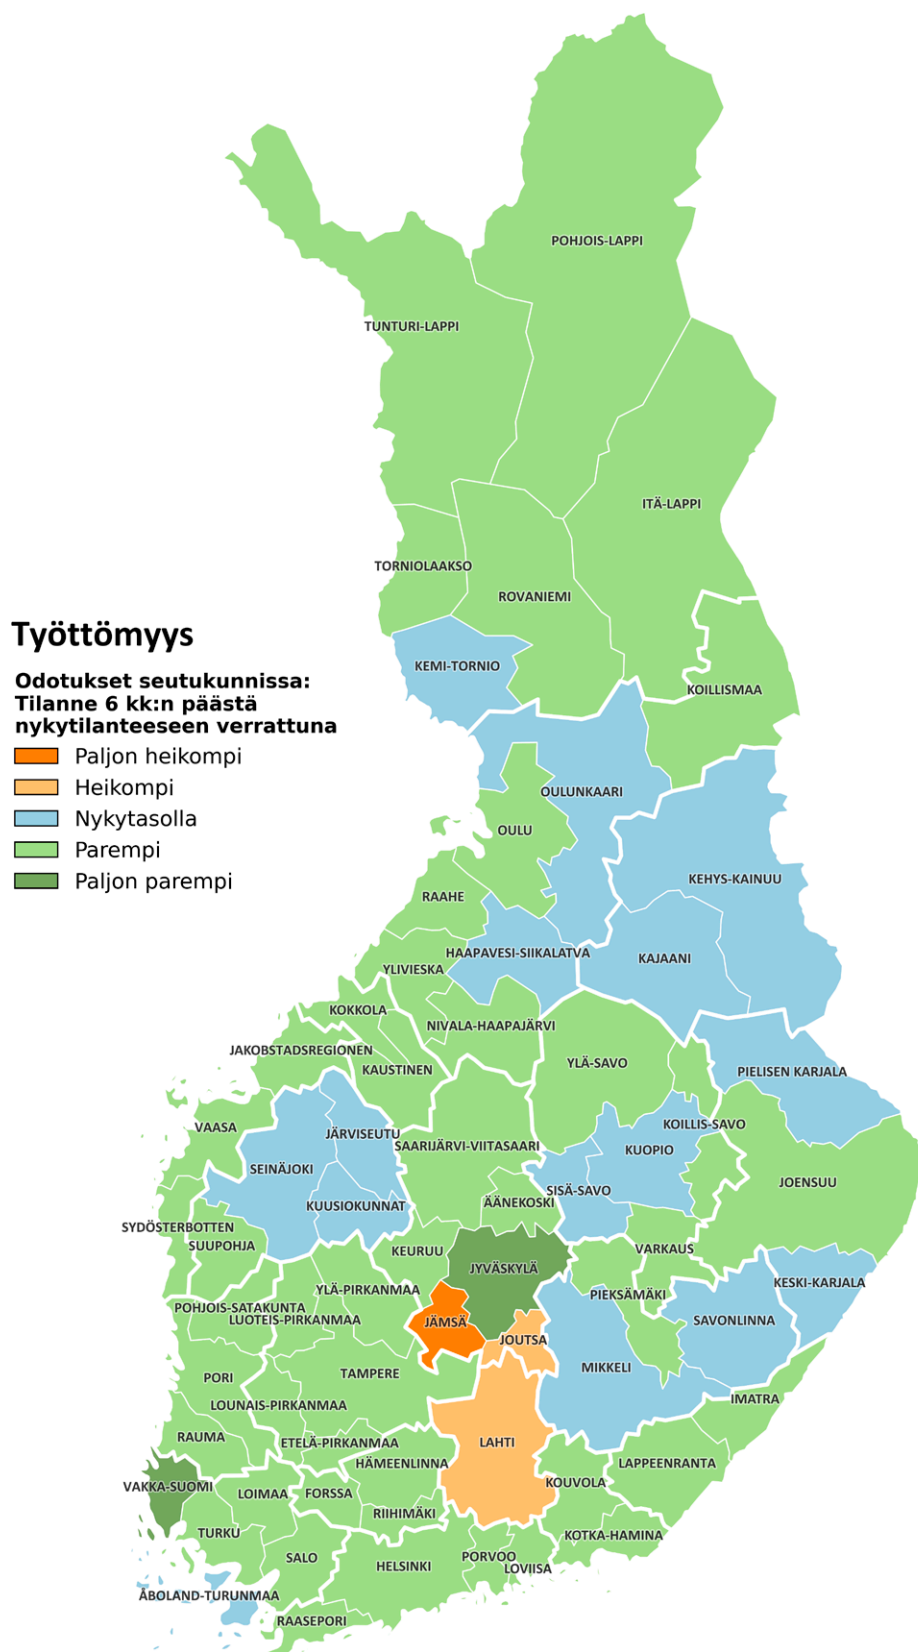 POHJOIS-LAPPI
TUNTURI-LAPPI
ITÄ-LAPPI
TORNIOLAAKSO
ROVANIEMI
Työttömyys
KEMI-TORNIO
Odotukset seutukunnissa:
Tilanne 6 kk:n päästä
nykytilanteeseen verrattuna
KOILLISMAA
Paljon heikompi
Heikompi
Nykytasolla
Parempi
Paljon parempi
OULUNKAARI
OULU
KEHYS-KAINUU
RAAHE
HAAPAVESI-SIIKALATVA
KAJAANI
YLIVIESKA
KOKKOLA
NIVALA-HAAPAJÄRVI
JAKOBSTADSREGIONEN
KAUSTINEN
YLÄ-SAVO
PIELISEN KARJALA
VAASA
JÄRVISEUTU
SAARIJÄRVI-VIITASAARI
KOILLIS-SAVO
KUOPIO
SEINÄJOKI
JOENSUU
SISÄ-SAVO
ÄÄNEKOSKI
KUUSIOKUNNAT
SYDÖSTERBOTTEN
SUUPOHJA
KEURUU
VARKAUS
JYVÄSKYLÄ
KESKI-KARJALA
YLÄ-PIRKANMAA
PIEKSÄMÄKI
POHJOIS-SATAKUNTA
LUOTEIS-PIRKANMAA
JÄMSÄ
SAVONLINNA
JOUTSA
MIKKELI
PORI
TAMPERE
IMATRA
LOUNAIS-PIRKANMAA
RAUMA
ETELÄ-PIRKANMAA
LAHTI
HÄMEENLINNA
LAPPEENRANTA
VAKKA-SUOMI
LOIMAA
FORSSA
KOUVOLA
RIIHIMÄKI
TURKU
KOTKA-HAMINA
SALO
HELSINKI
PORVOO
LOVIISA
ÅBOLAND-TURUNMAA
RAASEPORI